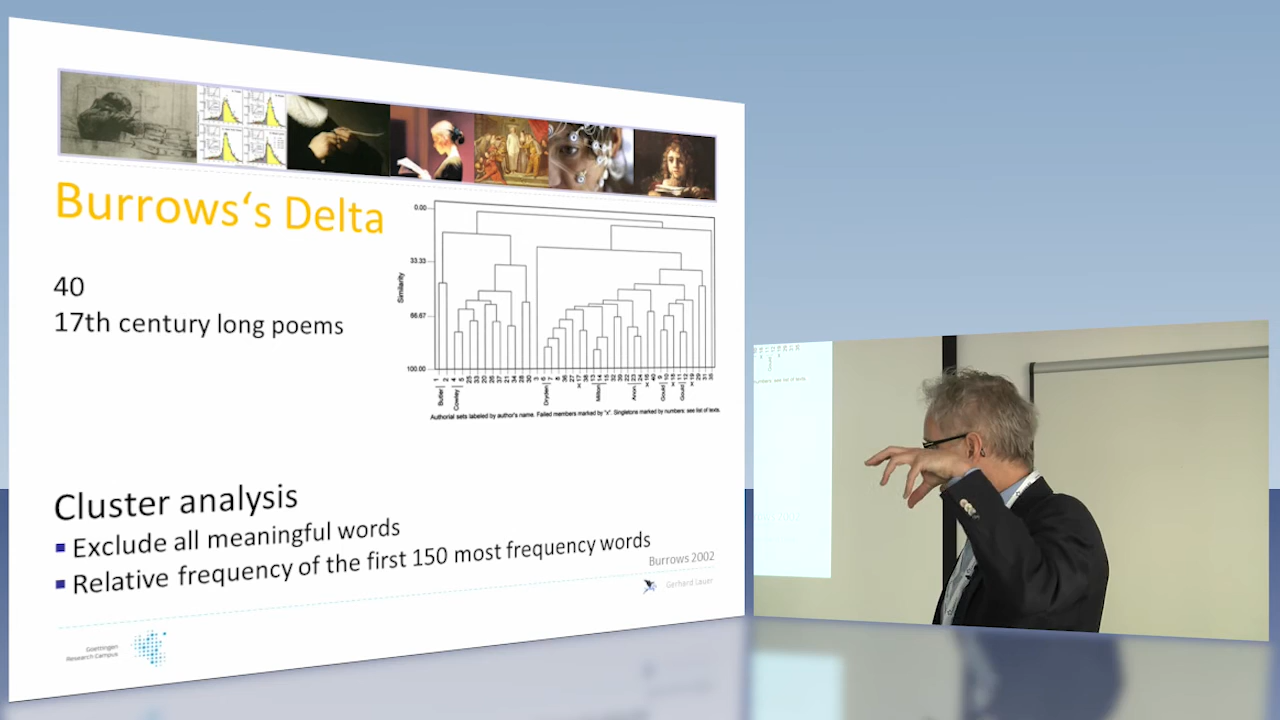 Burrows's Delta
40
17th century long poems
0.00
33.33
66.67
100.00
Similarity
Butler
Cowley
Dryden
Milton
Anon
Gould
Gould
Authorial sets labeled by author's name. Failed members marked by "x". Singletons marked by numbers: see list of texts.
Cluster analysis
Exclude all meaningful words
Relative frequency of the first 150 most frequency words
Burrows 2002
Gerhard Lauer
Goettingen
Research Campus